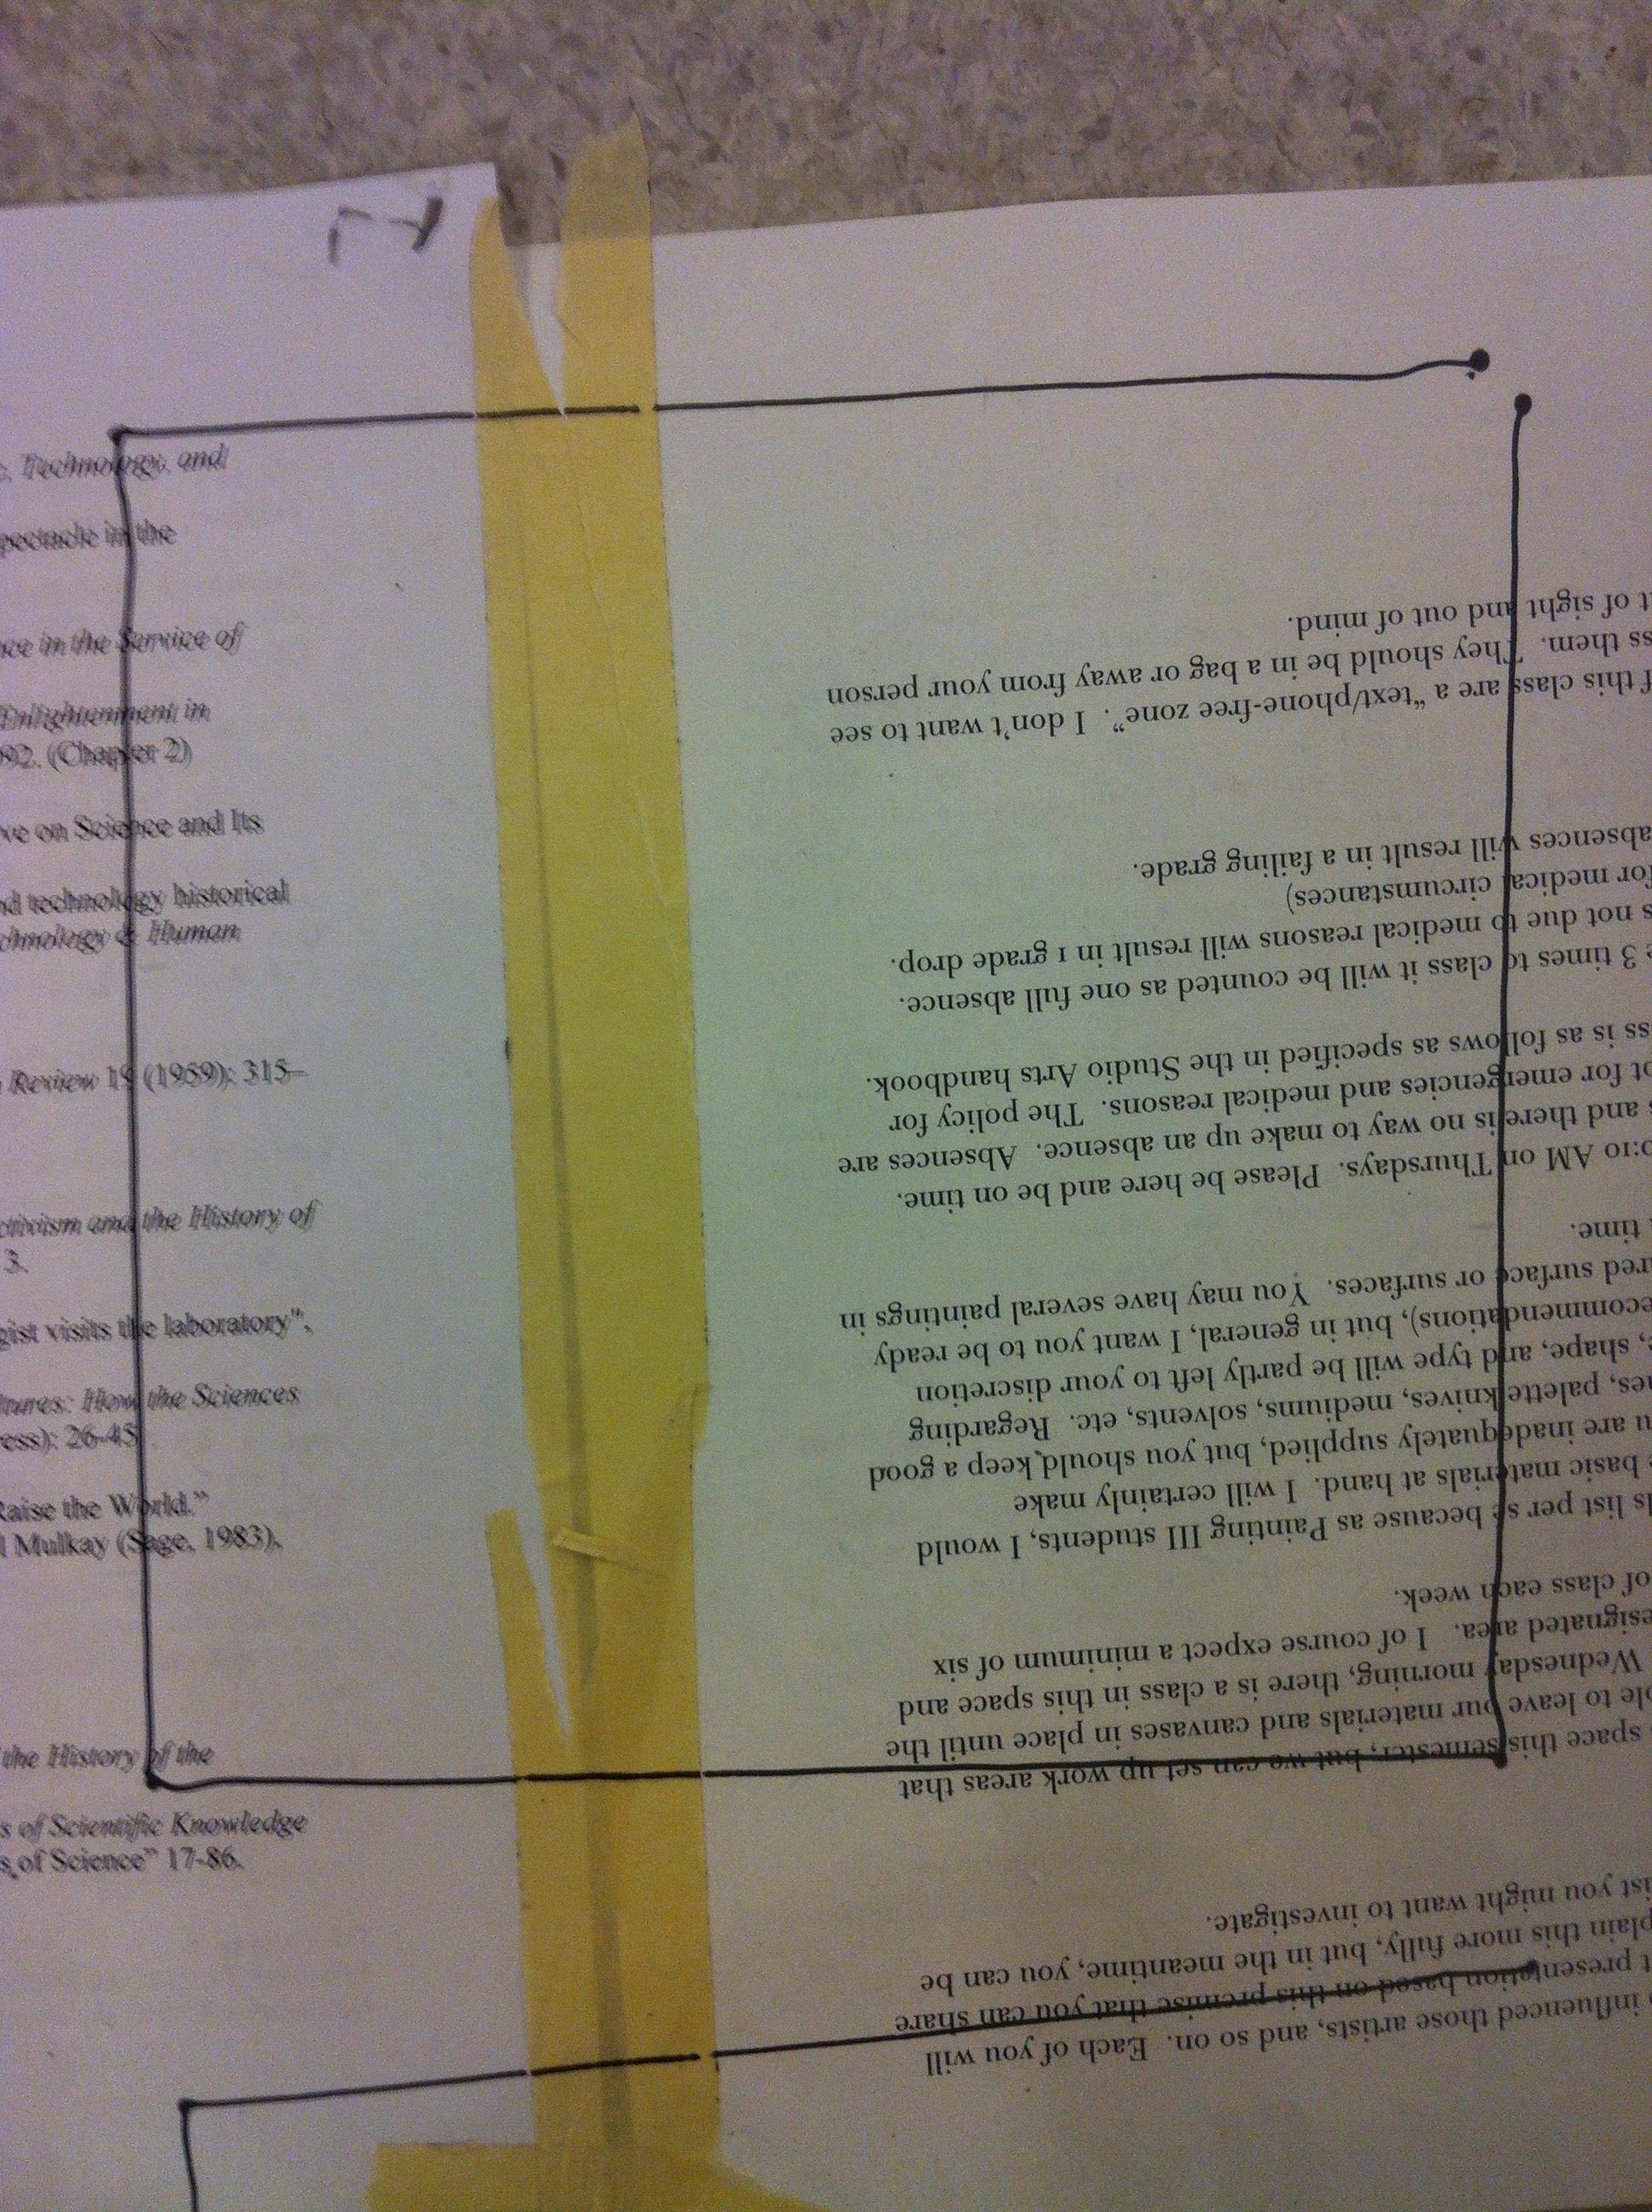 , Technology, and
pectacle in the
ce in the Service of
Enlightenment in
92. (Chapter 2)
ve on Science and Its
d technology historical
chnology & Human
Review 19 (1959): 315–
ctivism and the History of
3.
gist visits the laboratory",
tures: How the Sciences
ess): 26-45
Raise the World.”
l Mulkay (Sage, 1983),
the History of the
s of Scientific Knowledge
s of Science” 17-86.
influenced those artists, and so on. Each of you will
t presentation based on this premise that you can share
plain this more fully, but in the meantime, you can be
ist you might want to investigate.
space this semester, but we can set up work areas that
ble to leave our materials and canvases in place until the
Wednesday morning, there is a class in this space and
esignated area. I of course expect a minimum of six
of class each week.
ls list per se because as Painting III students, I would
e basic materials at hand. I will certainly make
u are inadequately supplied, but you should keep a good
hes, palette knives, mediums, solvents, etc. Regarding
e, shape, and type will be partly left to your discretion
ecommendations), but in general, I want you to be ready
ared surface or surfaces. You may have several paintings in
time.
0:10 AM on Thursdays. Please be here and be on time.
s and there is no way to make up an absence. Absences are
pt for emergencies and medical reasons. The policy for
ss is as follows as specified in the Studio Arts handbook.
e 3 times to class it will be counted as one full absence.
s not due to medical reasons will result in 1 grade drop.
for medical circumstances)
absences will result in a failing grade.
f this class are a “text/phone-free zone”. I don’t want to see
ss them. They should be in a bag or away from your person
t of sight and out of mind.